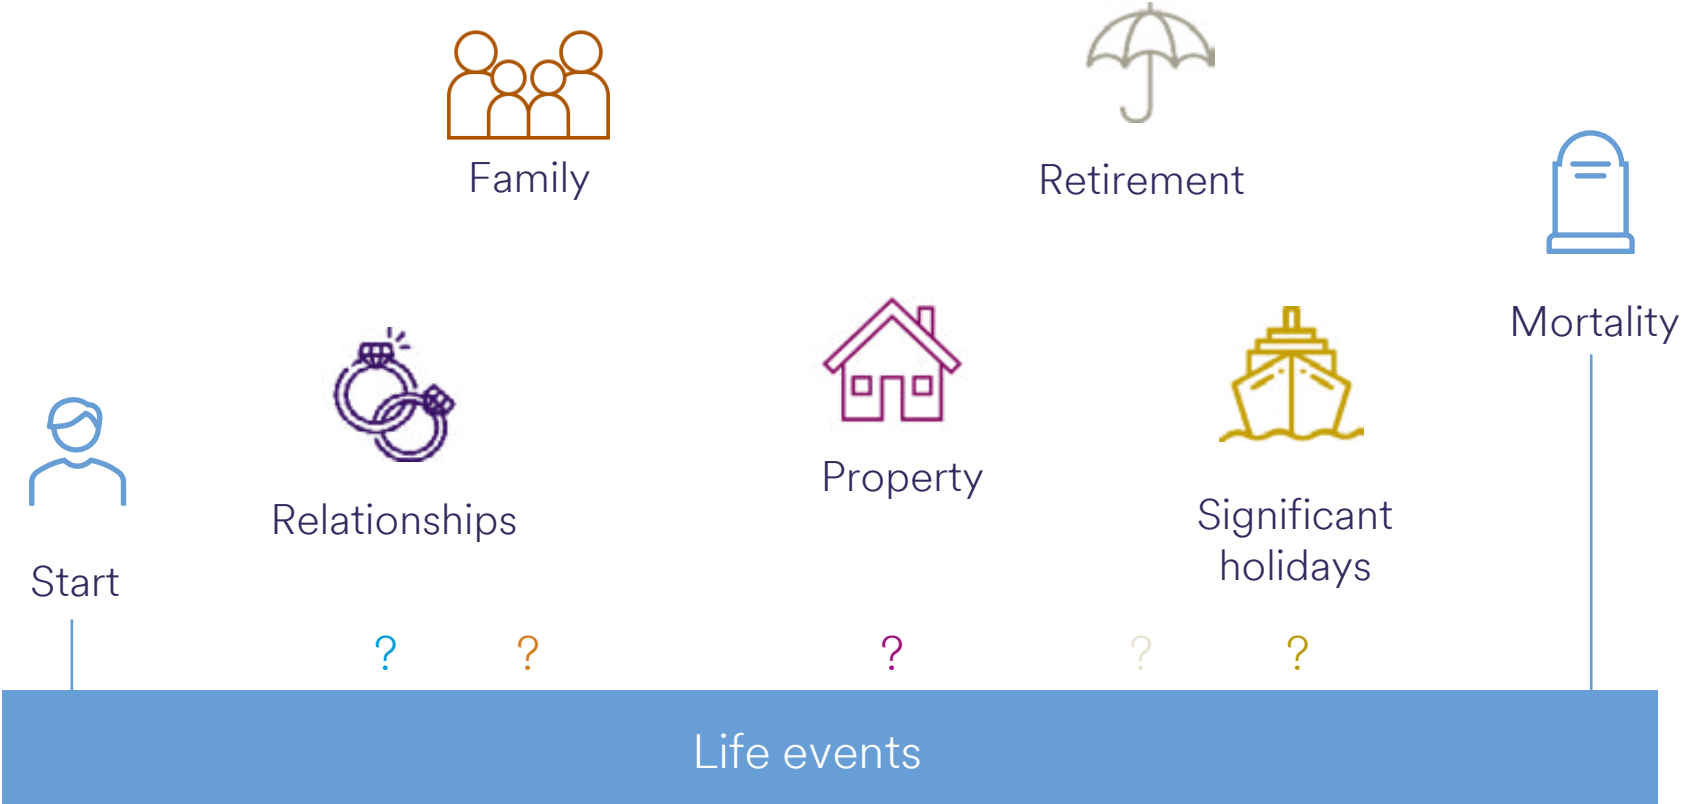 Family
Retirement
Mortality
Property
Relationships
Significant
holidays
Start
? ? ? ? ?
Life events